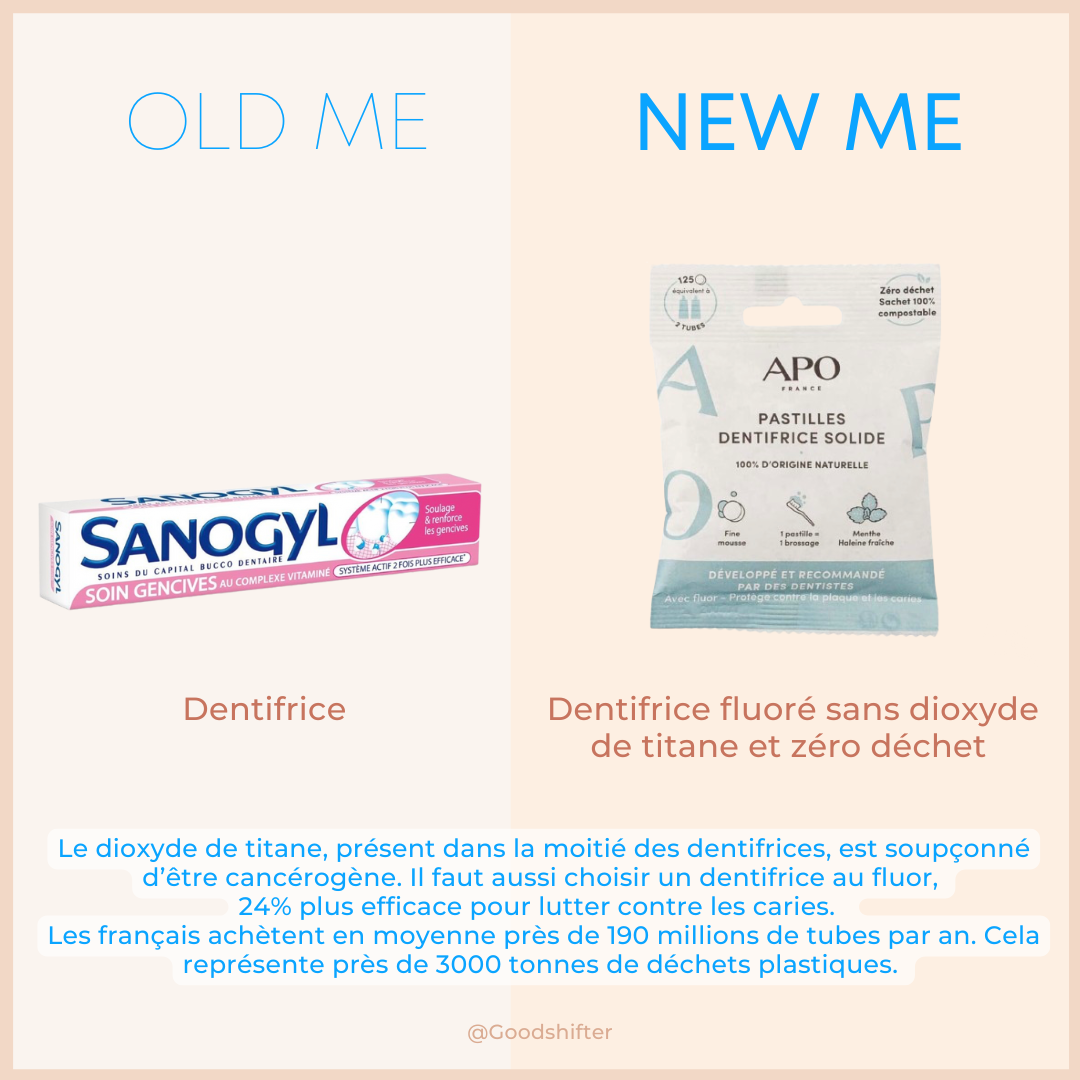 OLD ME
NEW ME
SANOGYL
SANOGYL
SANOGYL
SOINS DU CAPITAL BUCCO DENTAIRE
SOIN GENCIVES AU COMPLEXE VITAMINÉ
SYSTÈME ACTIF 2 FOIS PLUS EFFICACE*
Soulage
& renforce
les gencives
125
équivalent à
2 TUBES
Zéro déchet
Sachet 100%
compostable
A
P
O
APO
FRANCE
PASTILLES
DENTIFRICE SOLIDE
100% D'ORIGINE NATURELLE
Fine
mousse
1 pastille =
1 brossage
Menthe
Haleine fraîche
DÉVELOPPÉ ET RECOMMANDÉ
PAR DES DENTISTES
Avec fluor - Protège contre la plaque et les caries
Dentifrice
Dentifrice fluoré sans dioxyde
de titane et zéro déchet
Le dioxyde de titane, présent dans la moitié des dentifrices, est soupçonné
d'être cancérogène. Il faut aussi choisir un dentifrice au fluor,
24% plus efficace pour lutter contre les caries.
Les français achètent en moyenne près de 190 millions de tubes par an. Cela
représente près de 3000 tonnes de déchets plastiques.
@Goodshifter